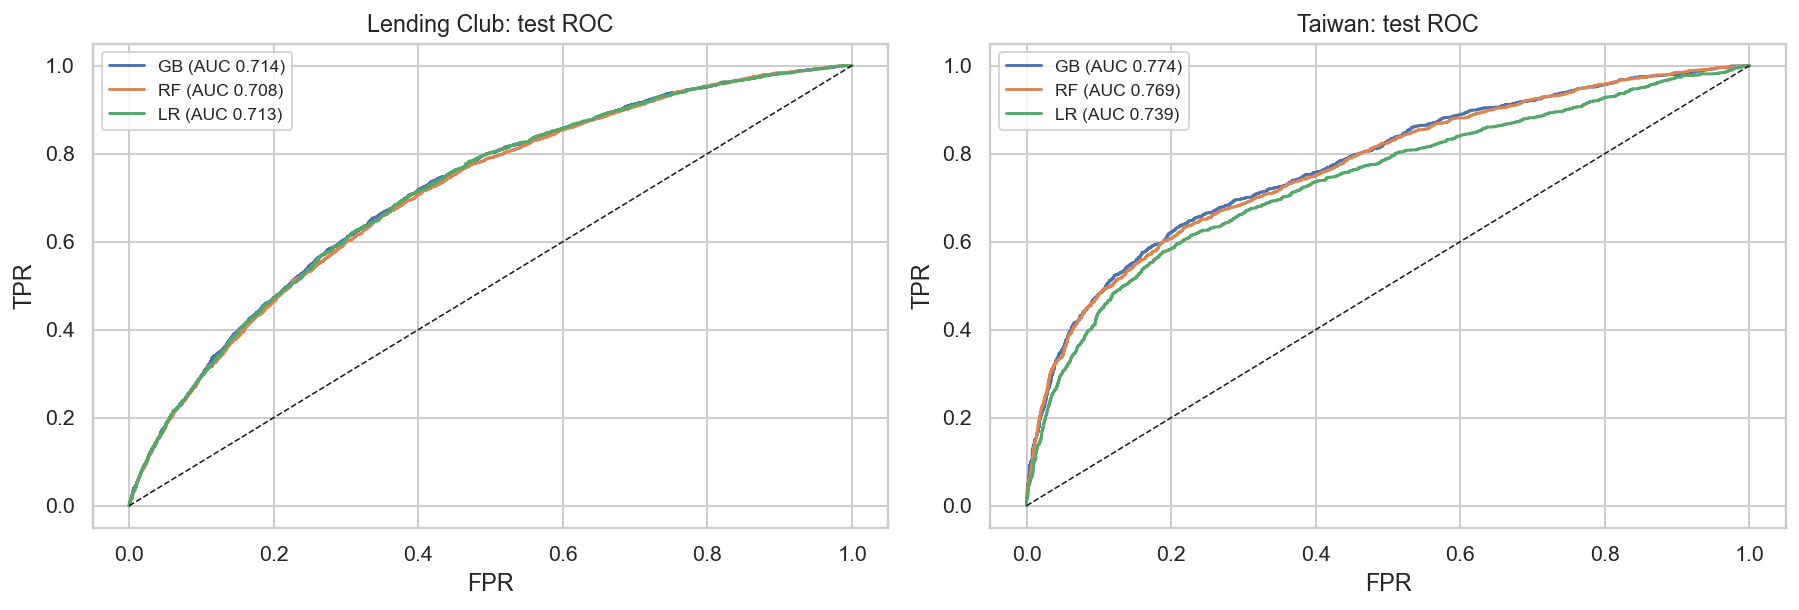 Lending Club: test ROC
GB (AUC 0.714)
RF (AUC 0.708)
LR (AUC 0.713)
1.0
0.8
0.6
0.4
0.2
0.0
TPR
0.0 0.2 0.4 0.6 0.8 1.0
FPR
Taiwan: test ROC
GB (AUC 0.774)
RF (AUC 0.769)
LR (AUC 0.739)
1.0
0.8
0.6
0.4
0.2
0.0
TPR
0.0 0.2 0.4 0.6 0.8 1.0
FPR